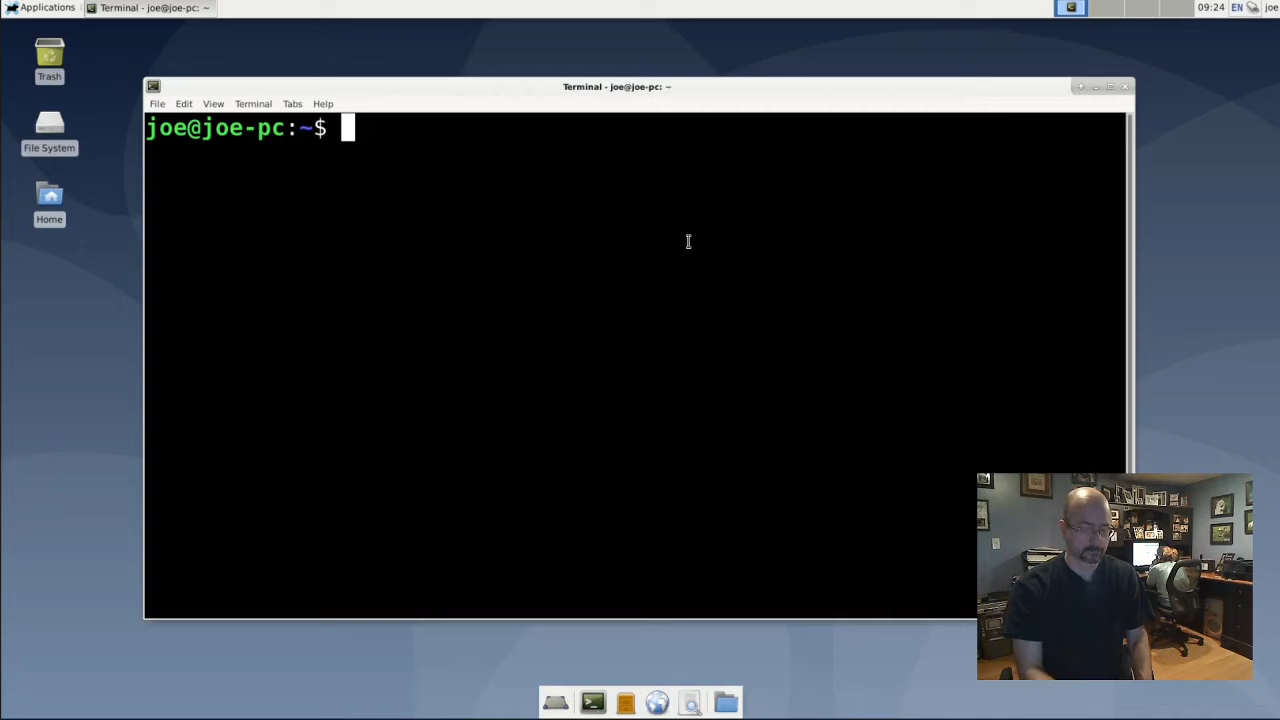 Applications
Terminal - joe@joe-pc: ~
09:24
EN
joe
Trash
File System
Home
Terminal - joe@joe-pc: ~
File Edit View Terminal Tabs Help
joe@joe-pc:~$